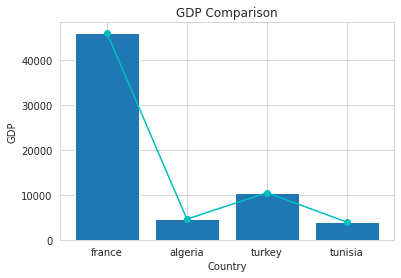 GDP Comparison
GDP
40000
30000
20000
10000
0
france algeria turkey tunisia
Country